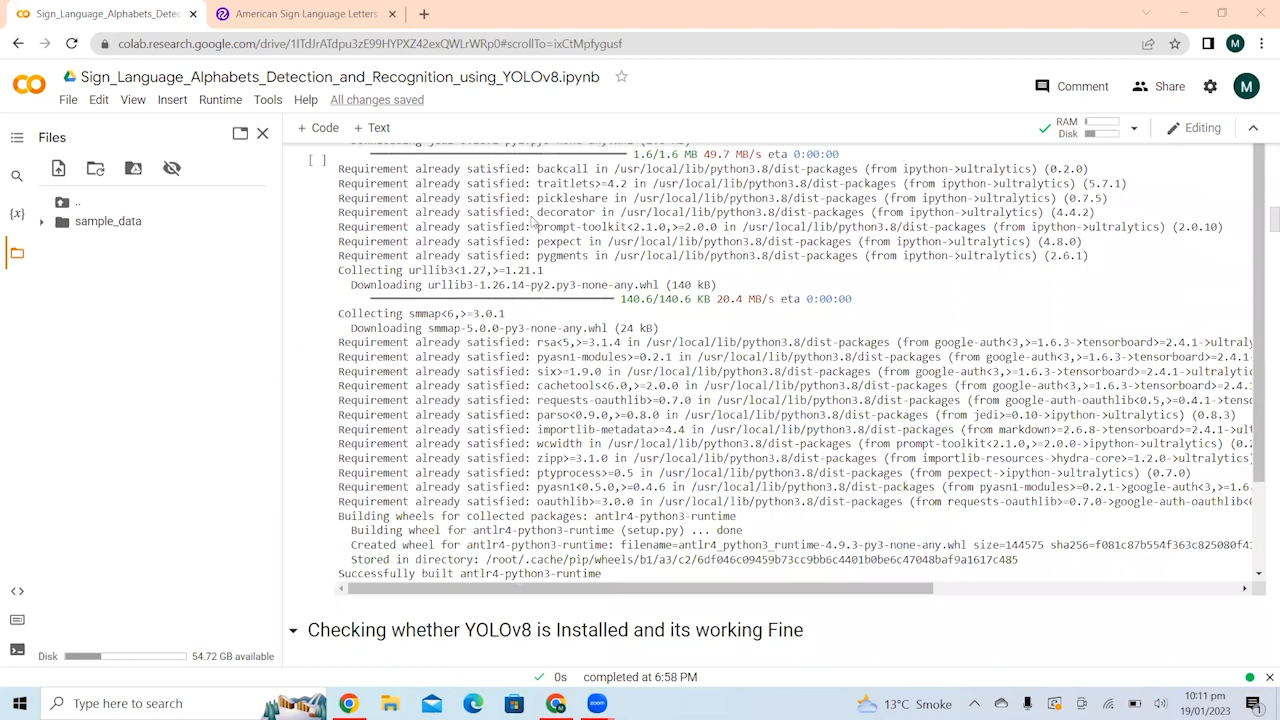 Sign_Language_Alphabets_Detec
American Sign Language Letters
colab.research.google.com/drive/1ITdJrATdpu3zE99HYPXZ42exQWLrWRp0#scrollTo=ixCtMpfygusf
M
Sign_Language_Alphabets_Detection_and_Recognition_using_YOLOv8.ipynb
Comment
Share
M
File Edit View Insert Runtime Tools Help All changes saved
Files
+ Code + Text
RAM
Disk
Editing
..
sample_data
[ ]
1.6/1.6 MB 49.7 MB/s eta 0:00:00
Requirement already satisfied: backcall in /usr/local/lib/python3.8/dist-packages (from ipython->ultralytics) (0.2.0)
Requirement already satisfied: traitlets>=4.2 in /usr/local/lib/python3.8/dist-packages (from ipython->ultralytics) (5.7.1)
Requirement already satisfied: pickleshare in /usr/local/lib/python3.8/dist-packages (from ipython->ultralytics) (0.7.5)
Requirement already satisfied: decorator in /usr/local/lib/python3.8/dist-packages (from ipython->ultralytics) (4.4.2)
Requirement already satisfied: prompt-toolkit<2.1.0,>=2.0.0 in /usr/local/lib/python3.8/dist-packages (from ipython->ultralytics) (2.0.10)
Requirement already satisfied: pexpect in /usr/local/lib/python3.8/dist-packages (from ipython->ultralytics) (4.8.0)
Requirement already satisfied: pygments in /usr/local/lib/python3.8/dist-packages (from ipython->ultralytics) (2.6.1)
Collecting urllib3<1.27,>=1.21.1
Downloading urllib3-1.26.14-py2.py3-none-any.whl (140 kB)
140.6/140.6 KB 20.4 MB/s eta 0:00:00
Collecting smmap<6,>=3.0.1
Downloading smmap-5.0.0-py3-none-any.whl (24 kB)
Requirement already satisfied: rsa<5,>=3.1.4 in /usr/local/lib/python3.8/dist-packages (from google-auth<3,>=1.6.3->tensorboard>=2.4.1->ultraly
Requirement already satisfied: pyasn1-modules>=0.2.1 in /usr/local/lib/python3.8/dist-packages (from google-auth<3,>=1.6.3->tensorboard>=2.4.1-
Requirement already satisfied: six>=1.9.0 in /usr/local/lib/python3.8/dist-packages (from google-auth<3,>=1.6.3->tensorboard>=2.4.1->ultralytic
Requirement already satisfied: cachetools<6.0,>=2.0.0 in /usr/local/lib/python3.8/dist-packages (from google-auth<3,>=1.6.3->tensorboard>=2.4.1
Requirement already satisfied: requests-oauthlib>=0.7.0 in /usr/local/lib/python3.8/dist-packages (from google-auth-oauthlib<0.5,>=0.4.1->tenso
Requirement already satisfied: parso<0.9.0,>=0.8.0 in /usr/local/lib/python3.8/dist-packages (from jedi>=0.10->ipython->ultralytics) (0.8.3)
Requirement already satisfied: importlib-metadata>=4.4 in /usr/local/lib/python3.8/dist-packages (from markdown>=2.6.8->tensorboard>=2.4.1->ult
Requirement already satisfied: wcwidth in /usr/local/lib/python3.8/dist-packages (from prompt-toolkit<2.1.0,>=2.0.0->ipython->ultralytics) (0.2
Requirement already satisfied: zipp>=3.1.0 in /usr/local/lib/python3.8/dist-packages (from importlib-resources->hydra-core>=1.2.0->ultralytics)
Requirement already satisfied: ptyprocess>=0.5 in /usr/local/lib/python3.8/dist-packages (from pexpect->ipython->ultralytics) (0.7.0)
Requirement already satisfied: pyasn1<0.5.0,>=0.4.6 in /usr/local/lib/python3.8/dist-packages (from pyasn1-modules>=0.2.1->google-auth<3,>=1.6.
Requirement already satisfied: oauthlib>=3.0.0 in /usr/local/lib/python3.8/dist-packages (from requests-oauthlib>=0.7.0->google-auth-oauthlib<0
Building wheels for collected packages: antlr4-python3-runtime
Building wheel for antlr4-python3-runtime (setup.py) ... done
Created wheel for antlr4-python3-runtime: filename=antlr4_python3_runtime-4.9.3-py3-none-any.whl size=144575 sha256=f081c87b554f363c825080f41
Stored in directory: /root/.cache/pip/wheels/b1/a3/c2/6df046c09459b73cc9bb6c4401b0be6c47048baf9a1617c485
Successfully built antlr4-python3-runtime
Checking whether YOLOv8 is Installed and its working Fine
Disk 54.72 GB available
0s completed at 6:58 PM
Type here to search
zoom
13°C Smoke
10:11 pm
19/01/2023
1